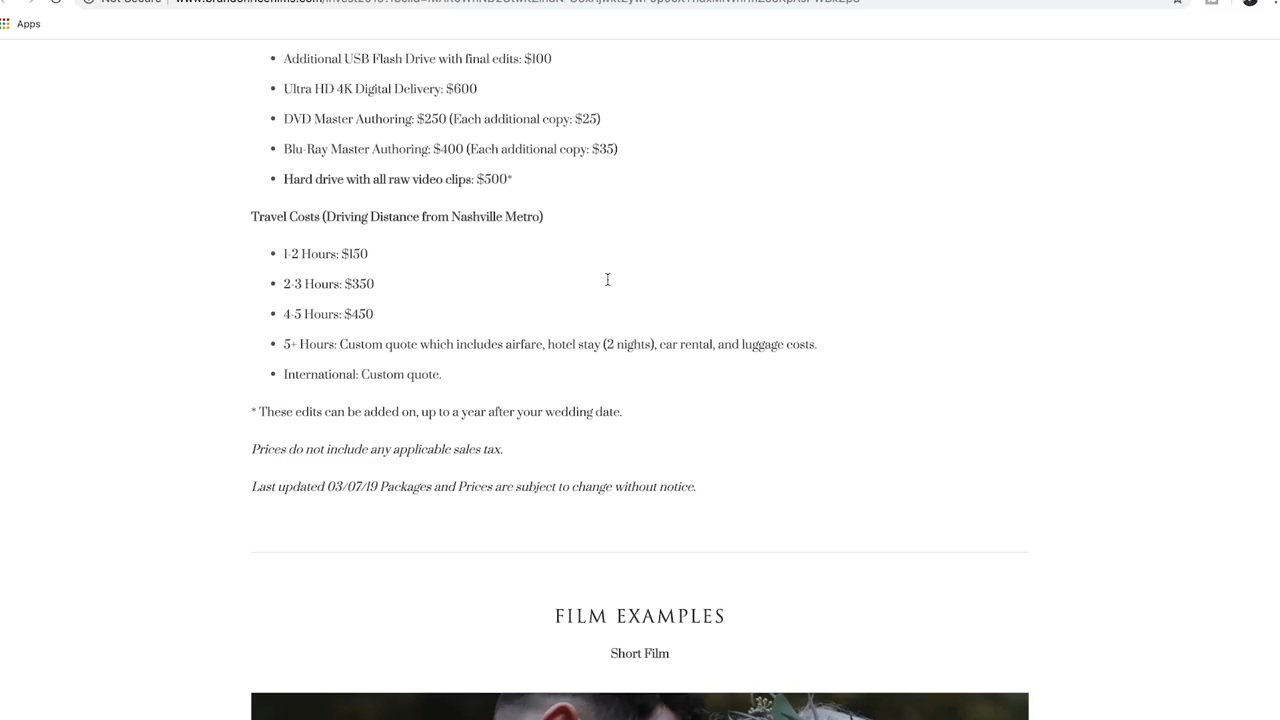 Apps
Additional USB Flash Drive with final edits: $100
Ultra HD 4K Digital Delivery: $600
DVD Master Authoring: $250 (Each additional copy: $25)
Blu-Ray Master Authoring: $400 (Each additional copy: $35)
Hard drive with all raw video clips: $500*
Travel Costs (Driving Distance from Nashville Metro)
1-2 Hours: $150
2-3 Hours: $350
4-5 Hours: $450
5+ Hours: Custom quote which includes airfare, hotel stay (2 nights), car rental, and luggage costs.
International: Custom quote.
* These edits can be added on, up to a year after your wedding date.
Prices do not include any applicable sales tax.
Last updated 03/07/19 Packages and Prices are subject to change without notice.
FILM EXAMPLES
Short Film